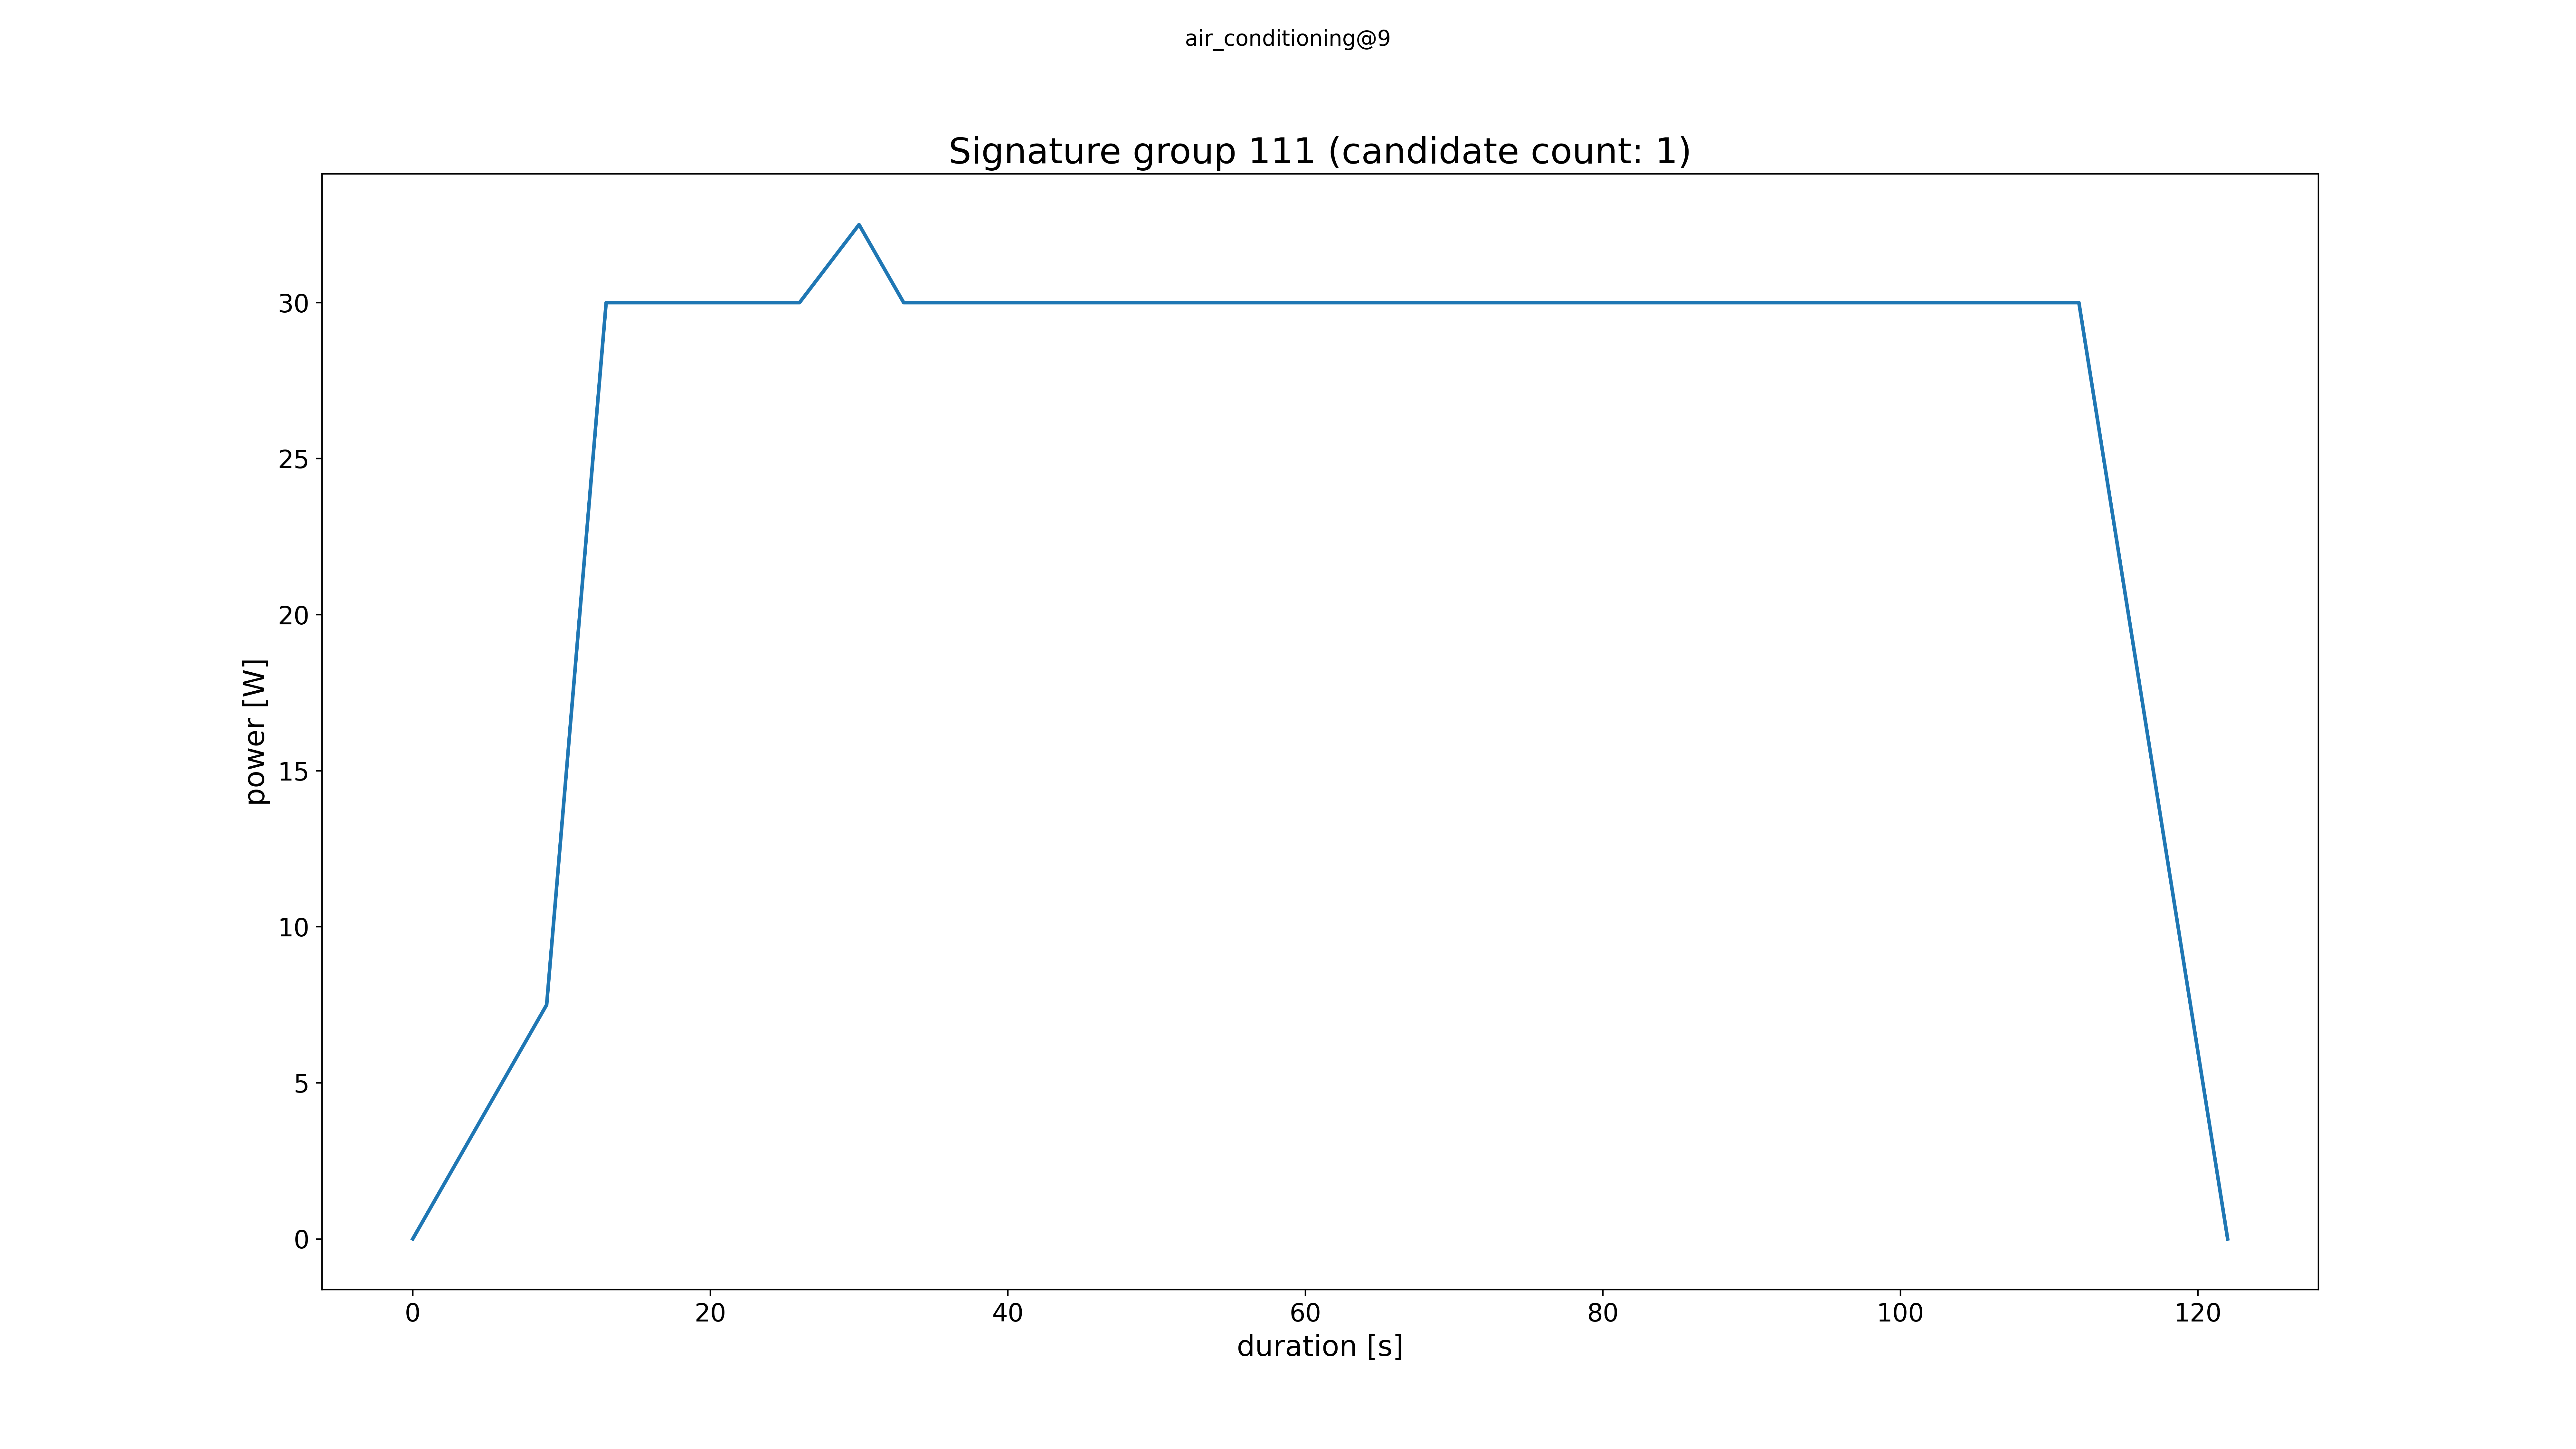 air_conditioning@9
Signature group 111 (candidate count: 1)
power [W]
30
25
20
15
10
5
0
0 20 40 60 80 100 120
duration [s]